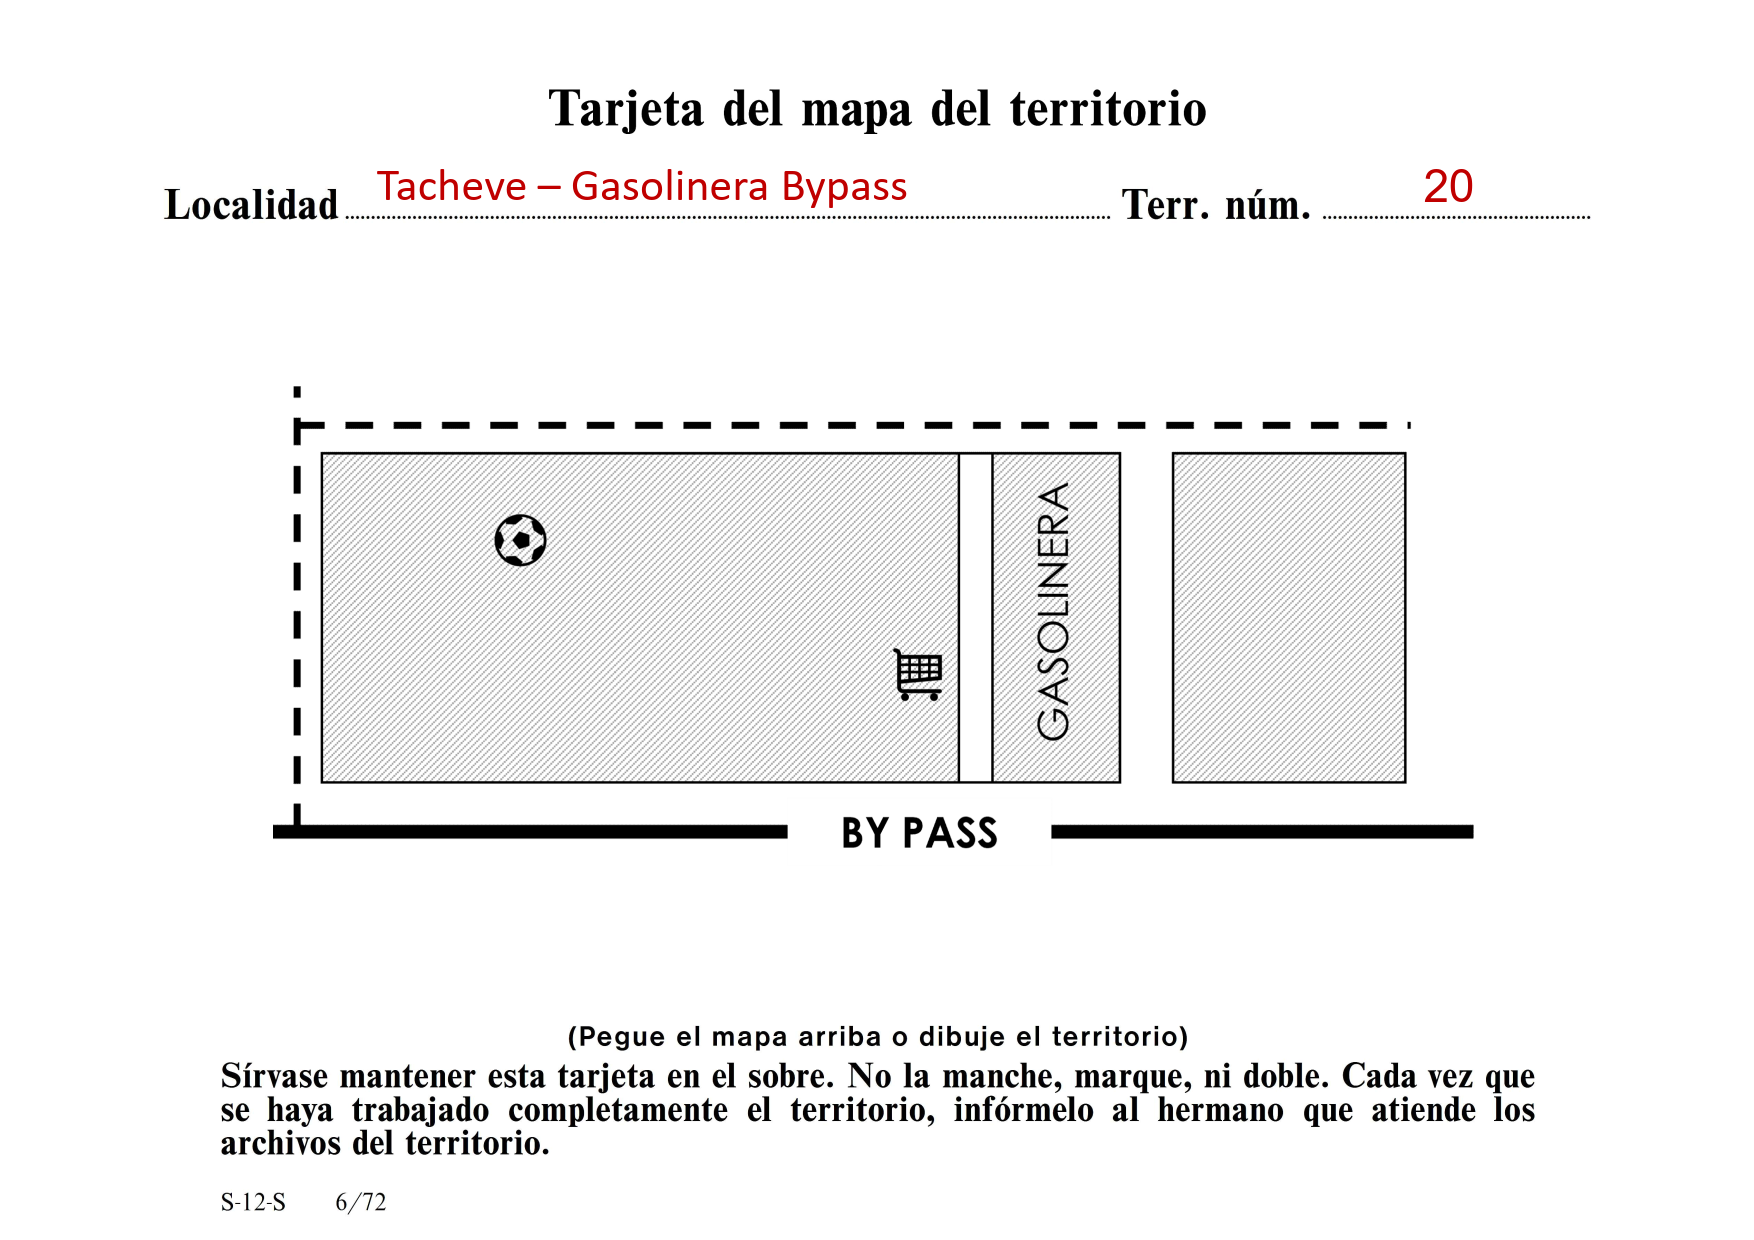 Tarjeta del mapa del territorio
Localidad Tacheve – Gasolinera Bypass Terr. núm. 20
GASOLINERA
BY PASS
(Pegue el mapa arriba o dibuje el territorio)
Sírvase mantener esta tarjeta en el sobre. No la manche, marque, ni doble. Cada vez que
se haya trabajado completamente el territorio, infórmelo al hermano que atiende los
archivos del territorio.
S-12-S 6/72